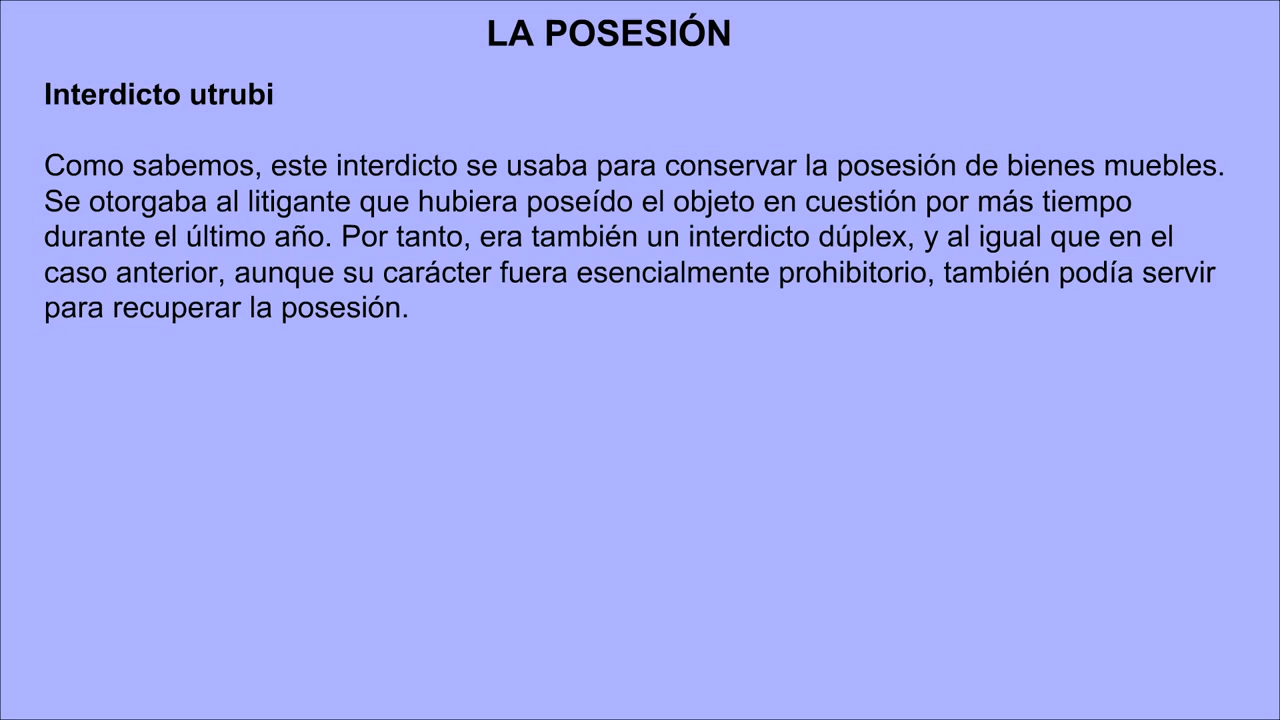 LA POSESIÓN
Interdicto utrubi
Como sabemos, este interdicto se usaba para conservar la posesión de bienes muebles.
Se otorgaba al litigante que hubiera poseído el objeto en cuestión por más tiempo
durante el último año. Por tanto, era también un interdicto dúplex, y al igual que en el
caso anterior, aunque su carácter fuera esencialmente prohibitorio, también podía servir
para recuperar la posesión.